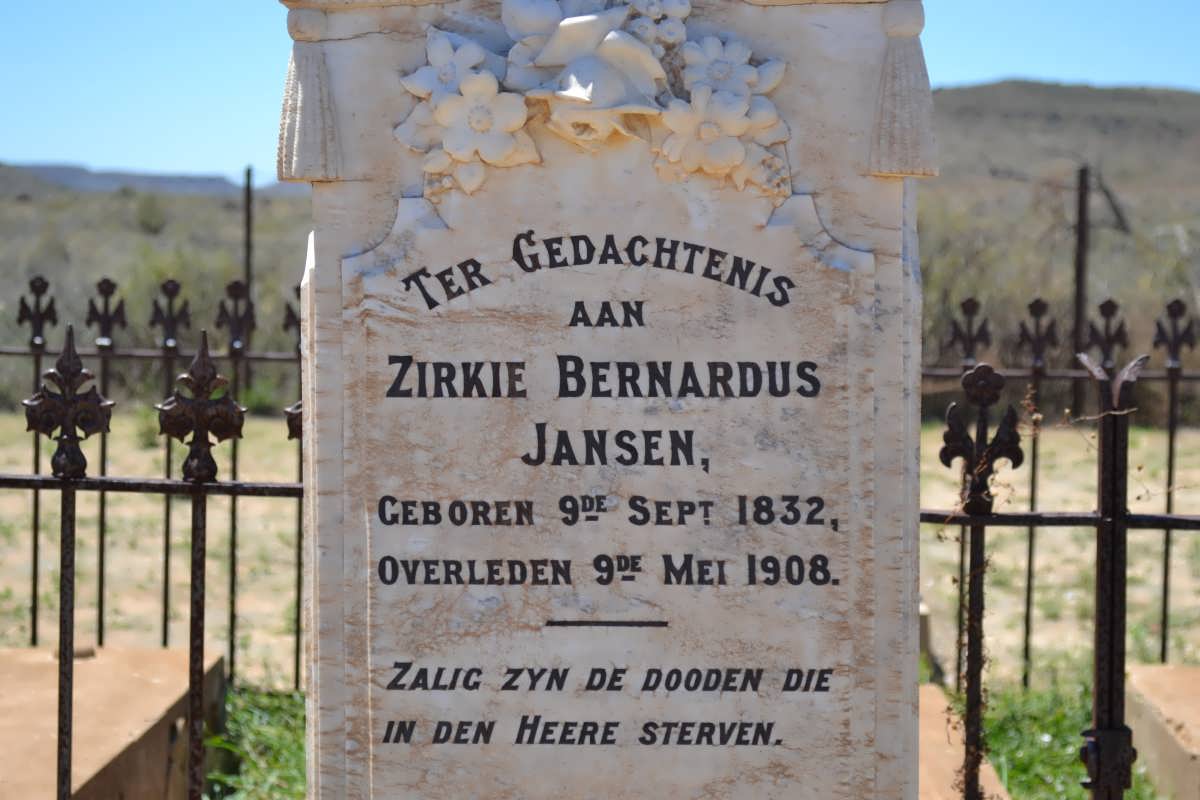 TER GEDACHTENIS
AAN
ZIRKIE BERNARDUS
JANSEN,
GEBOREN 9DE SEPT. 1832,
OVERLEDEN 9DE MEI 1908.
ZALIG ZYN DE DOODEN DIE
IN DEN HEERE STERVEN.